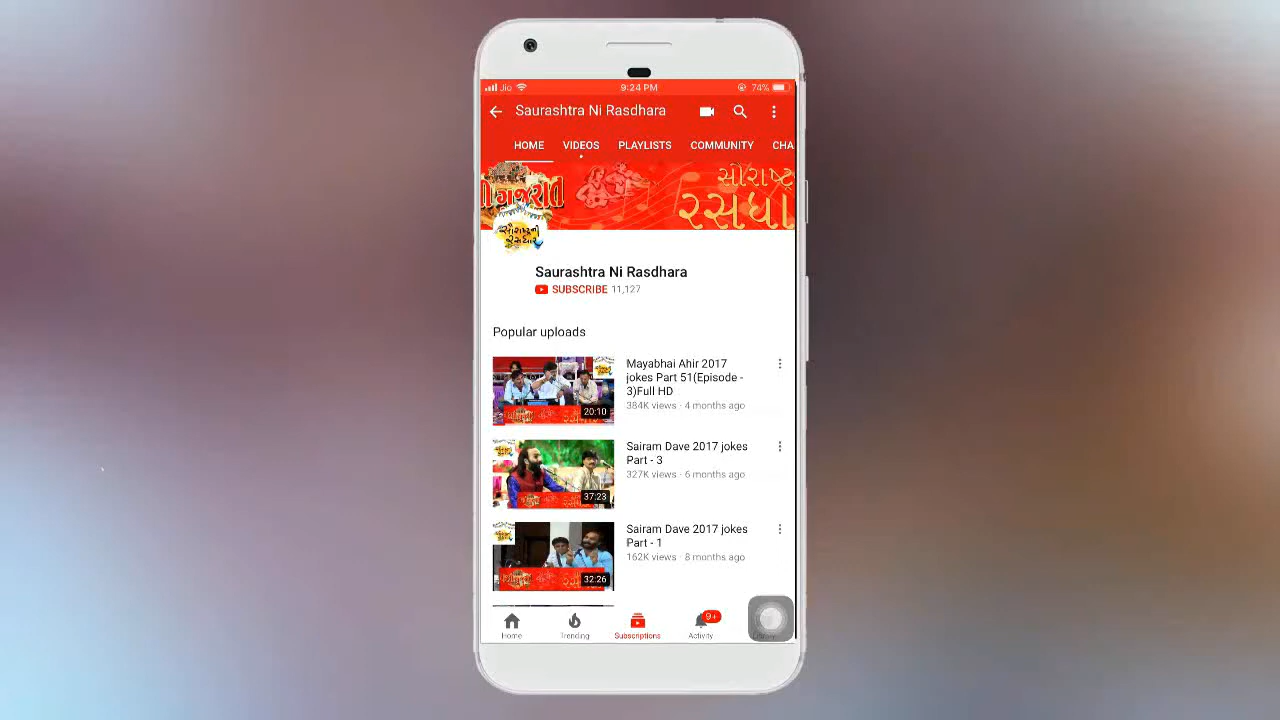 Jio 9:24 PM 74%
Saurashtra Ni Rasdhara
HOME VIDEOS PLAYLISTS COMMUNITY CHA
સૌરાષ્ટ્ર
રસધા
સૌરાષ્ટ્રની
રસધાર
Saurashtra Ni Rasdhara
SUBSCRIBE 11,127
Popular uploads
Mayabhai Ahir 2017
jokes Part 51(Episode -
3)Full HD
384K views · 4 months ago
20:10
Sairam Dave 2017 jokes
Part - 3
327K views · 6 months ago
37:23
Sairam Dave 2017 jokes
Part - 1
162K views · 8 months ago
32:26
9+
Home Trending Subscriptions Activity